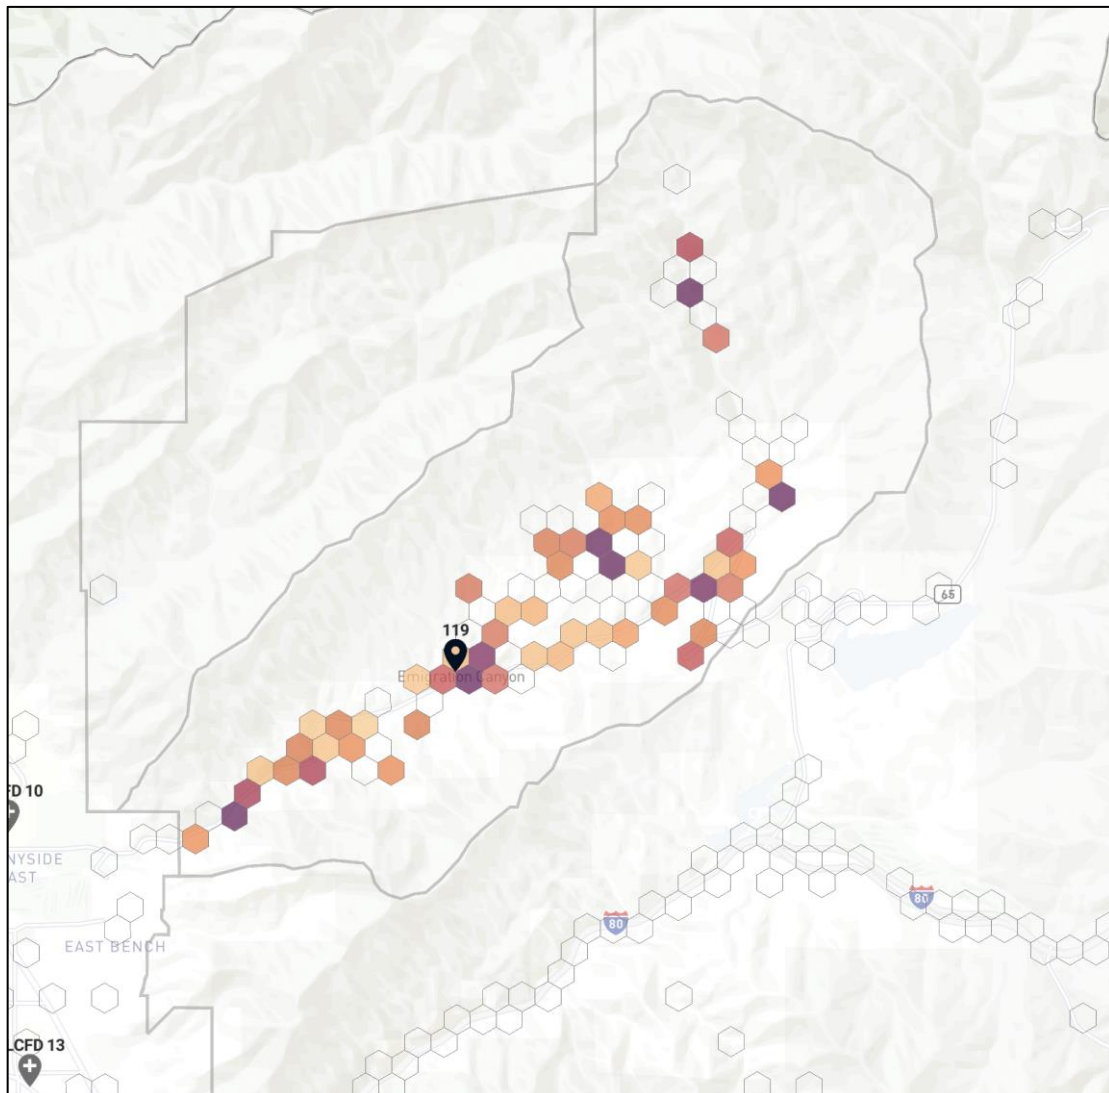 65
119
Emigration Canyon
FD 10
NYSIDE
AST
80
80
EAST BENCH
LCFD 13